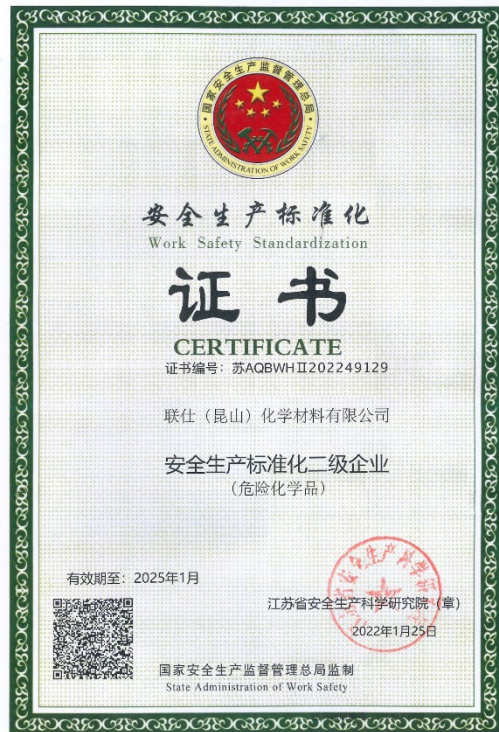 国家安全生产监督管理总局
STATE ADMINISTRATION OF WORK SAFETY
安全生产标准化
Work Safety Standardization
证书
CERTIFICATE
证书编号：苏AQBWHⅡ202249129
联仕（昆山）化学材料有限公司
安全生产标准化二级企业
（危险化学品）
有效期至：2025年1月
江苏省安全生产科学研究院（章）
2022年1月25日
国家安全生产监督管理总局监制
State Administration of Work Safety